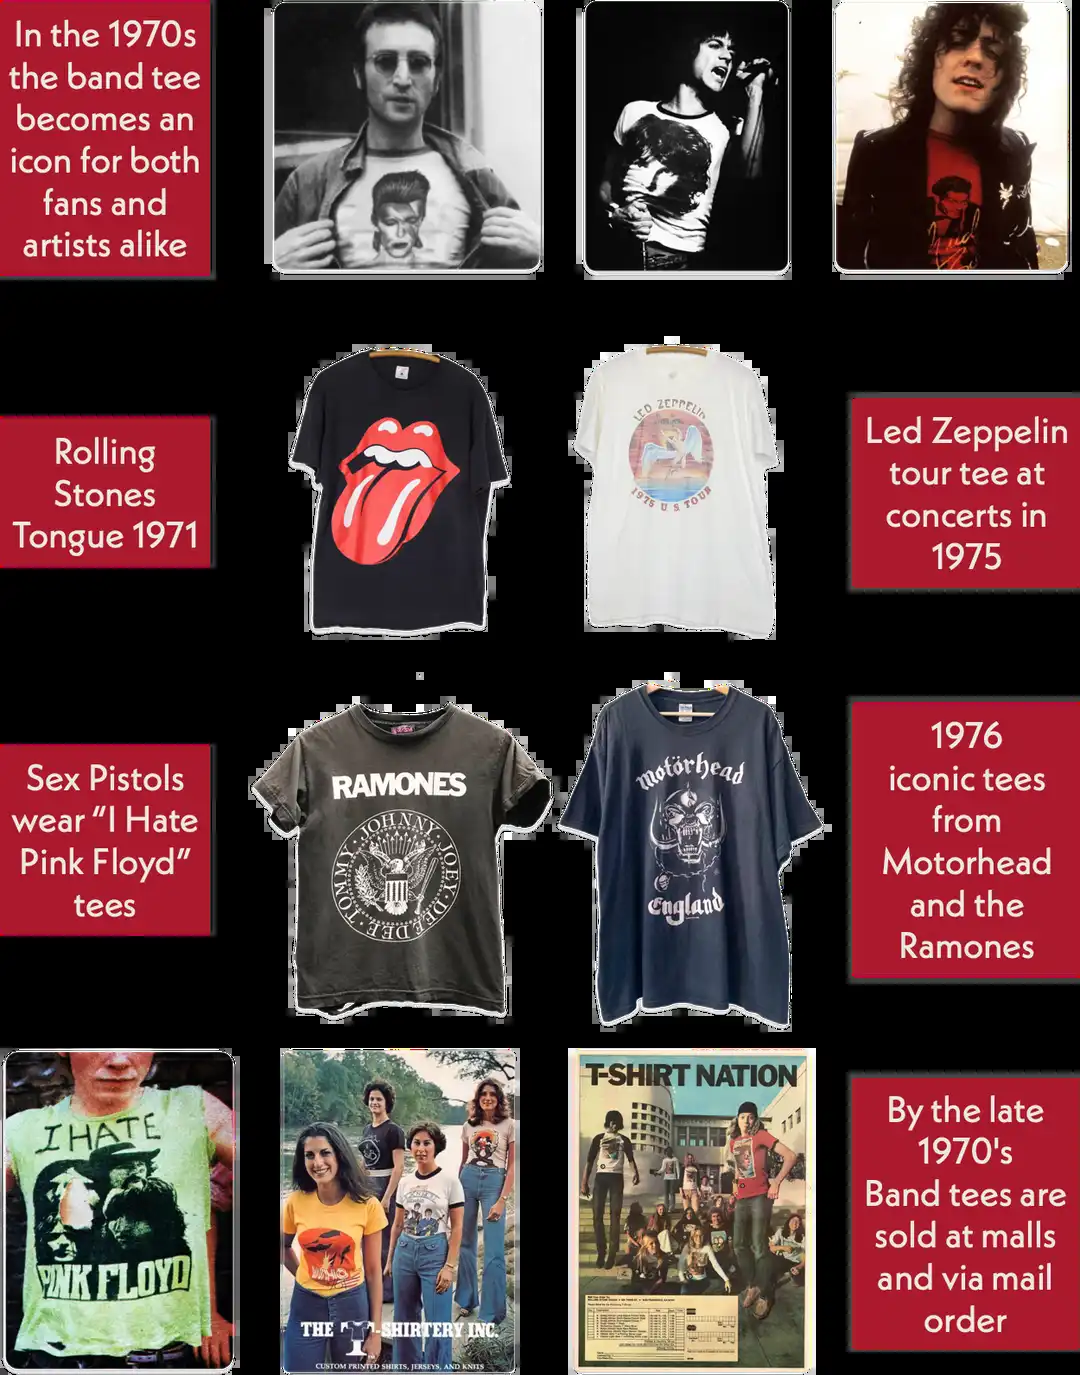 In the 1970s
the band tee
becomes an
icon for both
fans and
artists alike
Rolling
Stones
Tongue 1971
LED ZEPPELIN
1975 U.S. TOUR
Led Zeppelin
tour tee at
concerts in
1975
Sex Pistols
wear “I Hate
Pink Floyd”
tees
RAMONES
JOHNNY · JOEY · DEE DEE · TOMMY
motörhead
England
1976
iconic tees
from
Motorhead
and the
Ramones
I HATE
PINK FLOYD
THE T-SHIRTERY INC.
CUSTOM PRINTED SHIRTS, JERSEYS, AND KNITS
T-SHIRT NATION
By the late
1970's
Band tees are
sold at malls
and via mail
order